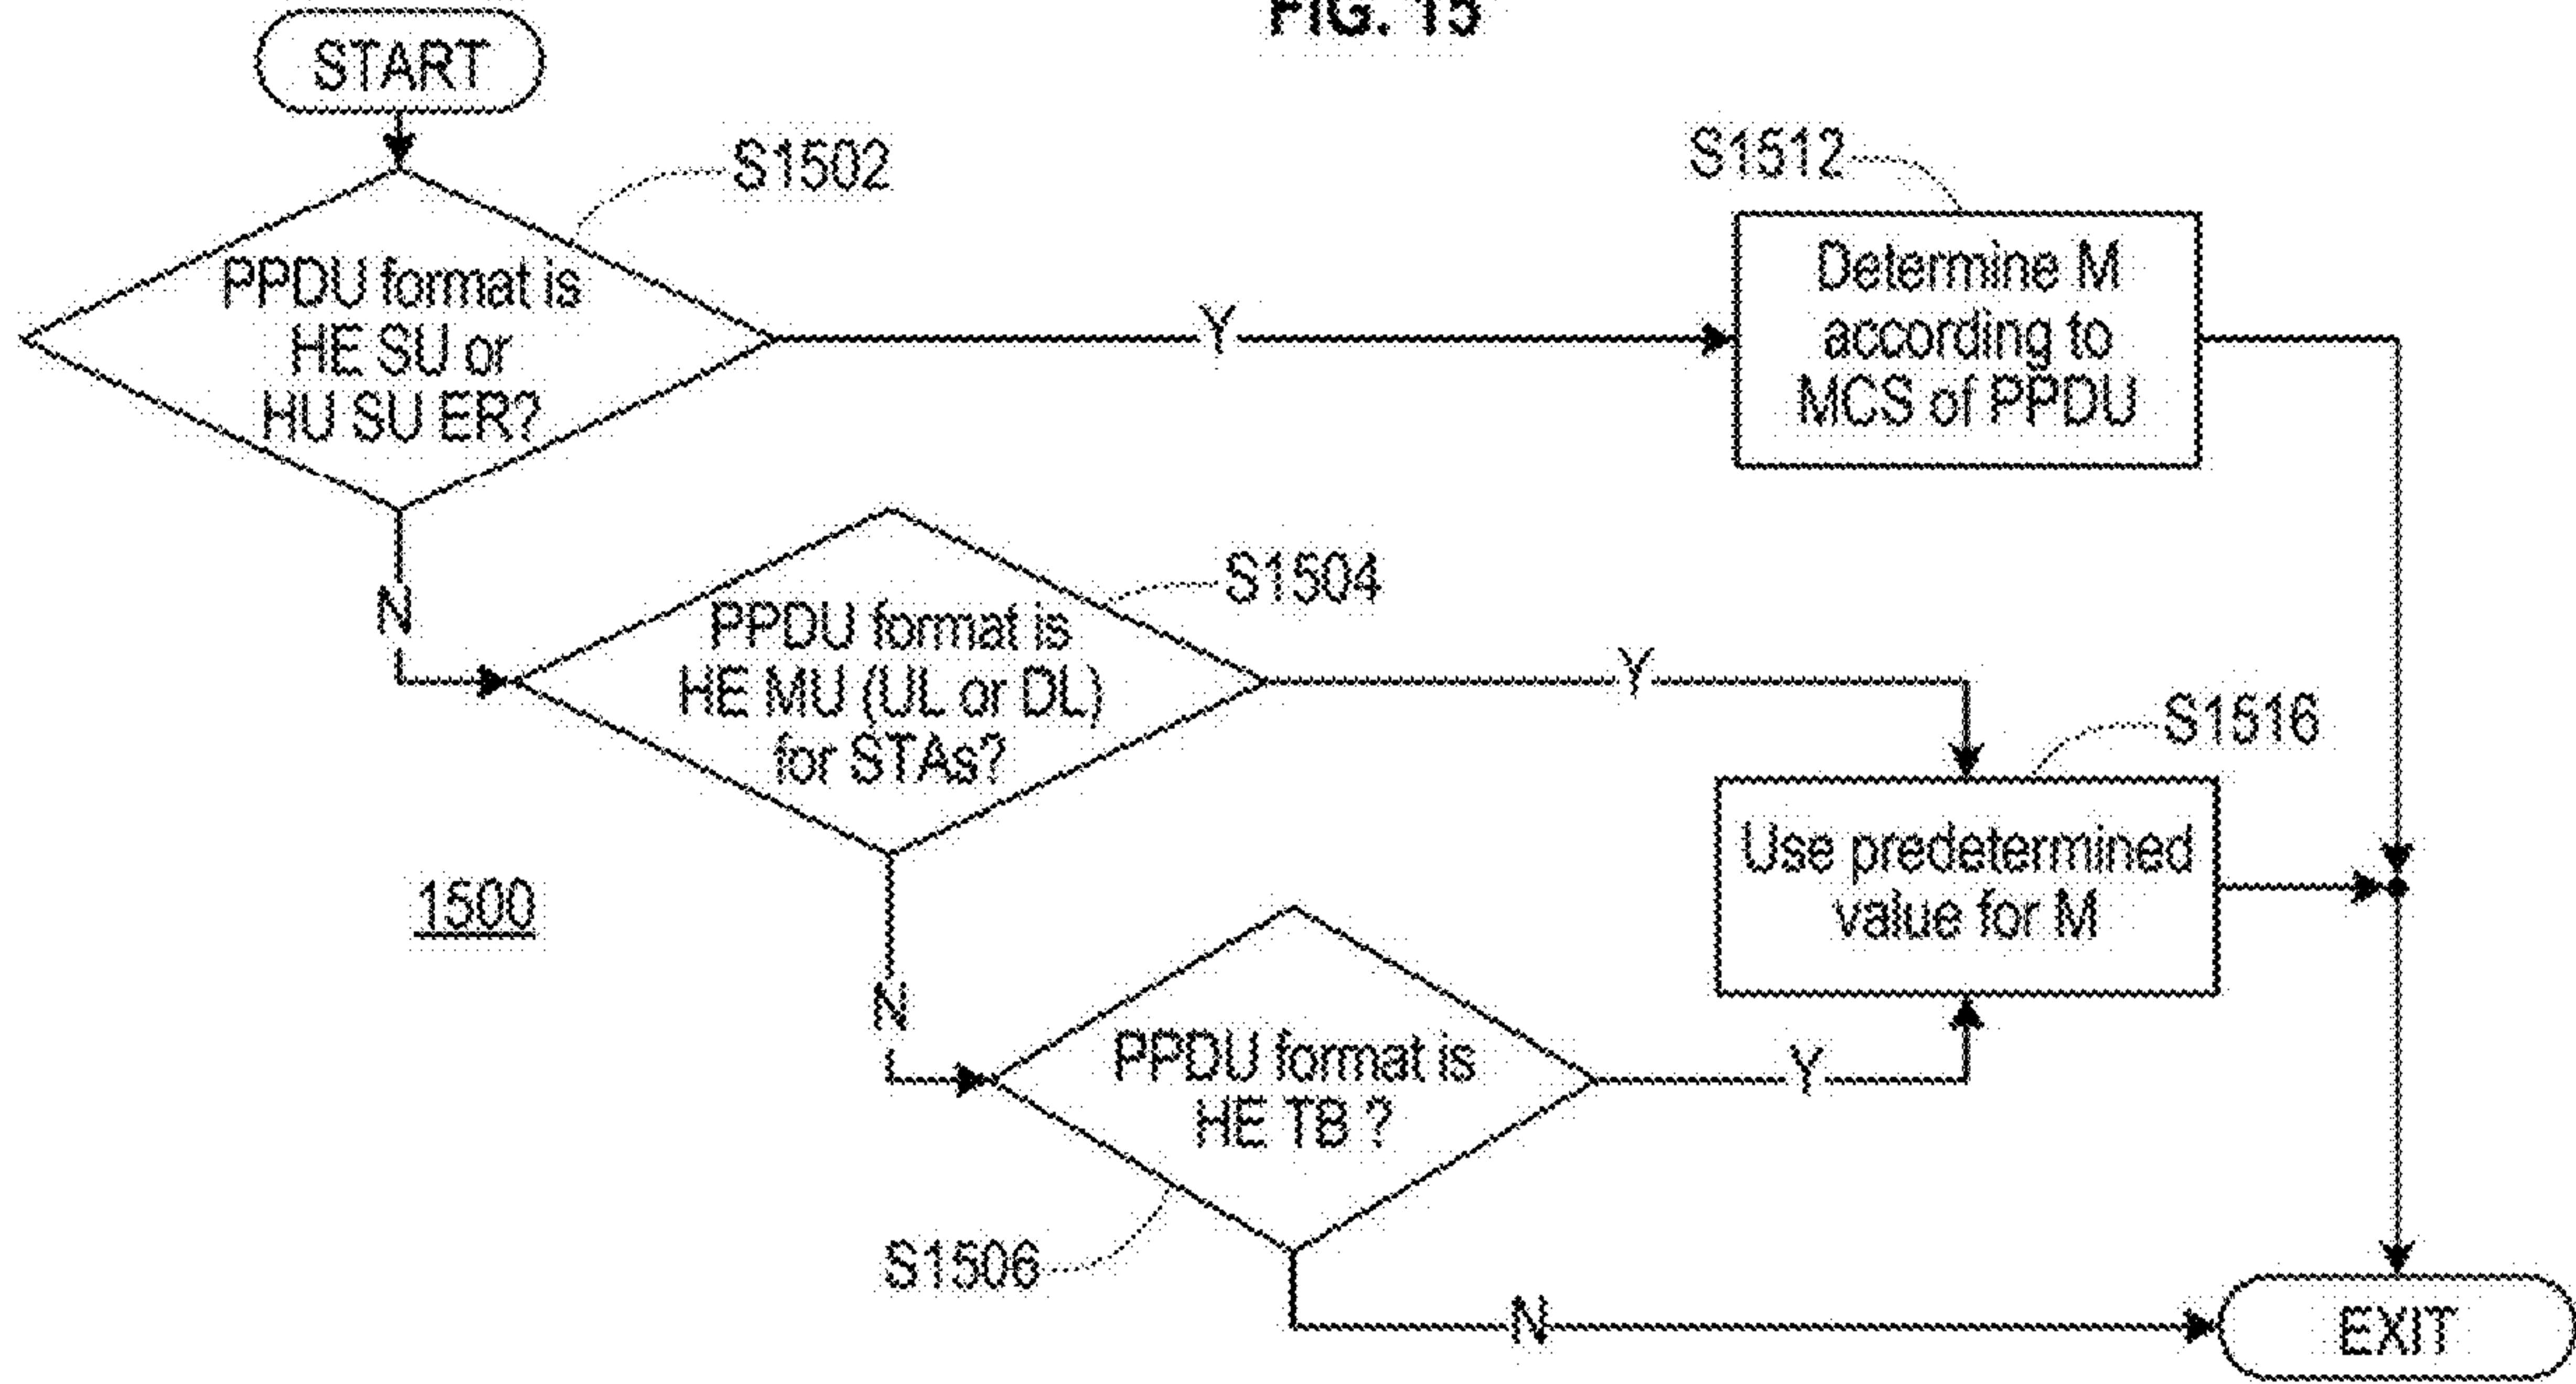 FIG. 15
START
S1502
PPDU format is
HE SU or
HU SU ER?
Y
S1512
Determine M
according to
MCS of PPDU
N
S1504
PPDU format is
HE MU (UL or DL)
for STAs?
Y
S1516
Use predetermined
value for M
1500
N
PPDU format is
HE TB ?
Y
S1506
N
EXIT